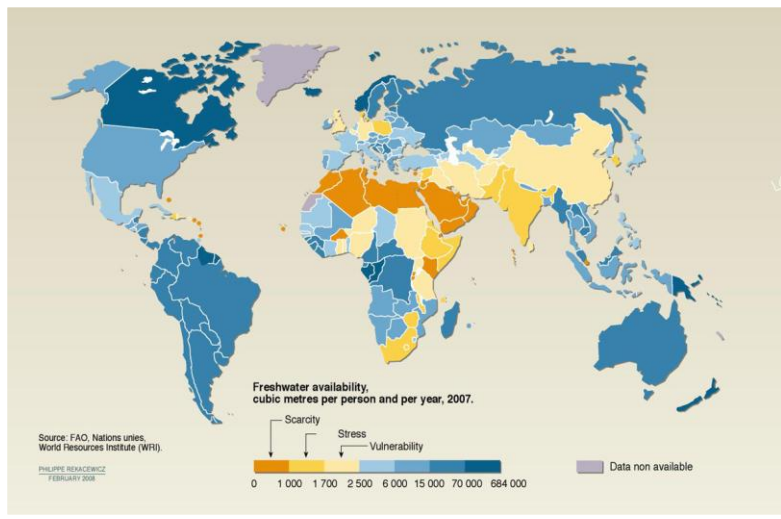 Freshwater availability,
cubic metres per person and per year, 2007.
Scarcity
Stress
Vulnerability
0 1 000 1 700 2 500 6 000 15 000 70 000 684 000
Data non available
Source: FAO, Nations unies,
World Resources Institute (WRI).
PHILIPPE REKACEWICZ
FEBRUARY 2008